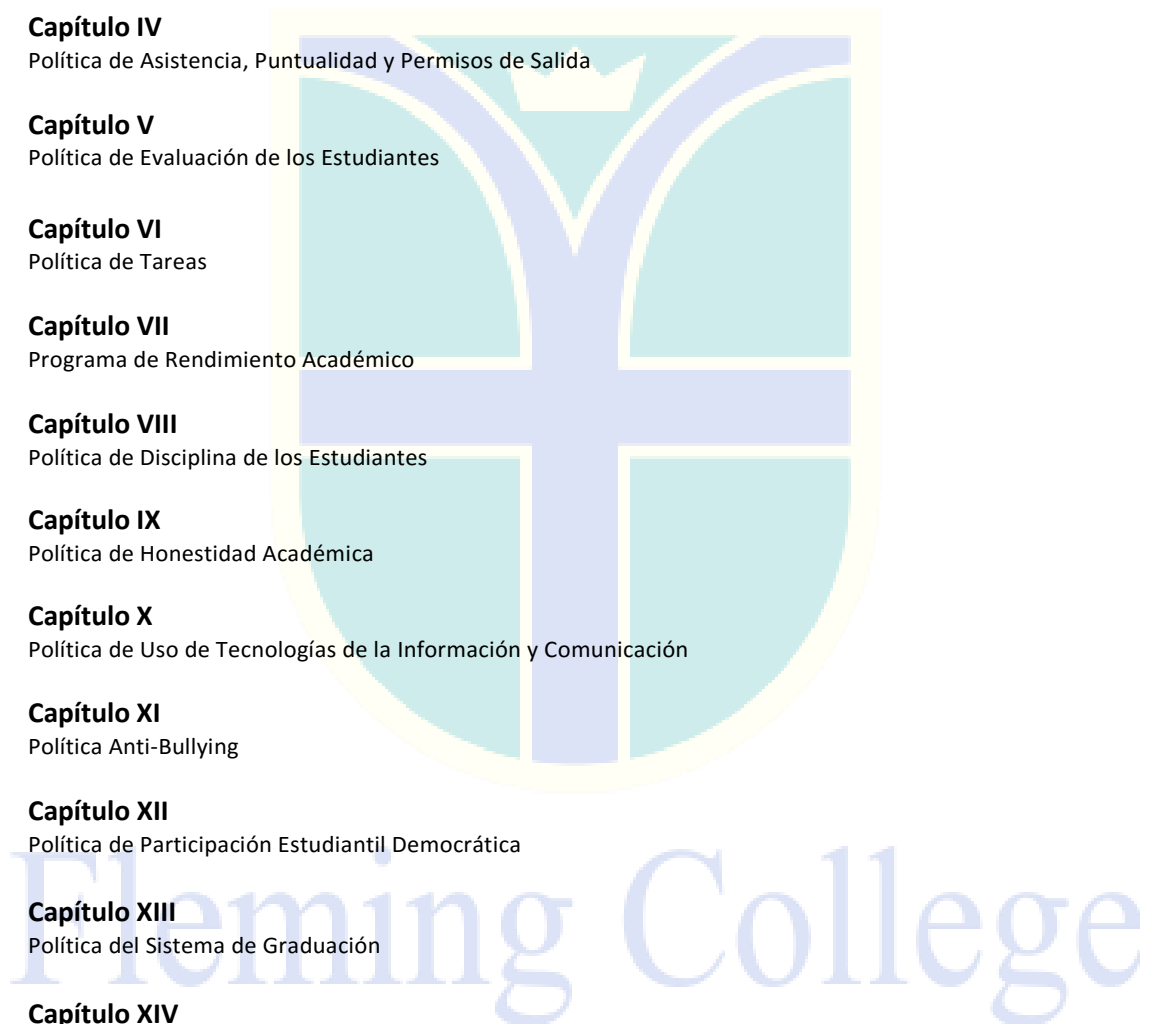 Capítulo IV
Política de Asistencia, Puntualidad y Permisos de Salida
Capítulo V
Política de Evaluación de los Estudiantes
Capítulo VI
Política de Tareas
Capítulo VII
Programa de Rendimiento Académico
Capítulo VIII
Política de Disciplina de los Estudiantes
Capítulo IX
Política de Honestidad Académica
Capítulo X
Política de Uso de Tecnologías de la Información y Comunicación
Capítulo XI
Política Anti-Bullying
Capítulo XII
Política de Participación Estudiantil Democrática
Fleming College
Capítulo XIII
Política del Sistema de Graduación
Capítulo XIV